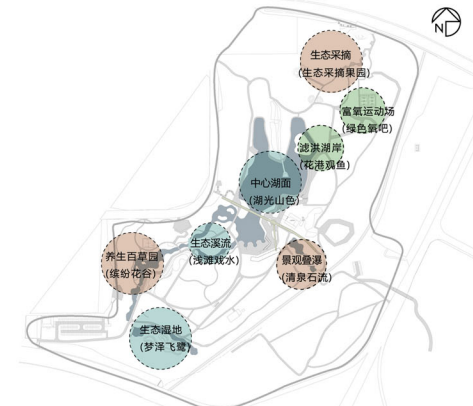 N
生态采摘
(生态采摘果园)
富氧运动场
(绿色氧吧)
滤洪湖岸
(花港观鱼)
中心湖面
(湖光山色)
生态溪流
(浅滩戏水)
养生百草园
(缤纷花谷)
景观叠瀑
(清泉石流)
生态湿地
(梦泽飞鹭)